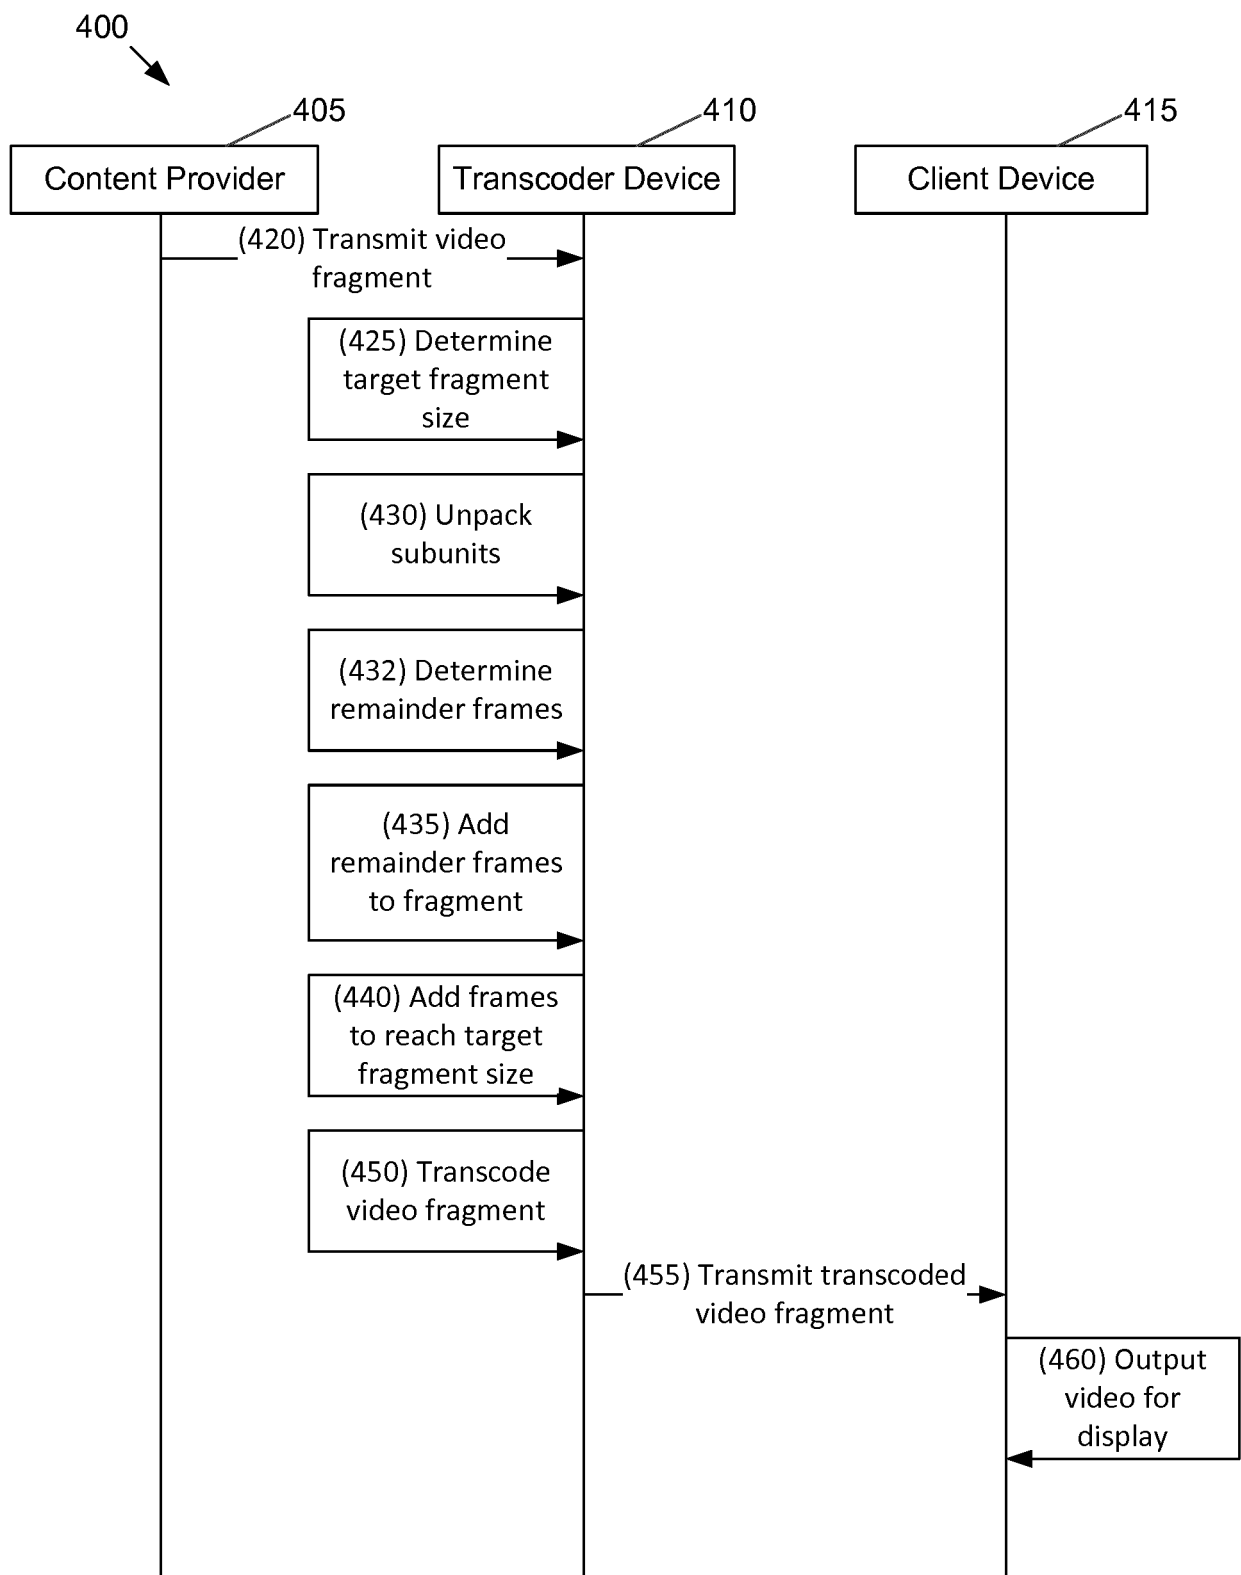 400
405
410
415
Content Provider
Transcoder Device
Client Device
(420) Transmit video
fragment
(425) Determine
target fragment
size
(430) Unpack
subunits
(432) Determine
remainder frames
(435) Add
remainder frames
to fragment
(440) Add frames
to reach target
fragment size
(450) Transcode
video fragment
(455) Transmit transcoded
video fragment
(460) Output
video for
display